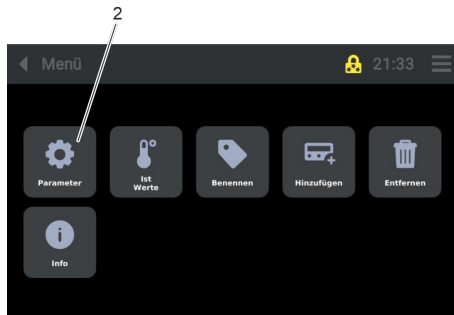 2
Menü
21:33
Parameter
Ist
Werte
Benennen
Hinzufügen
Entfernen
Info